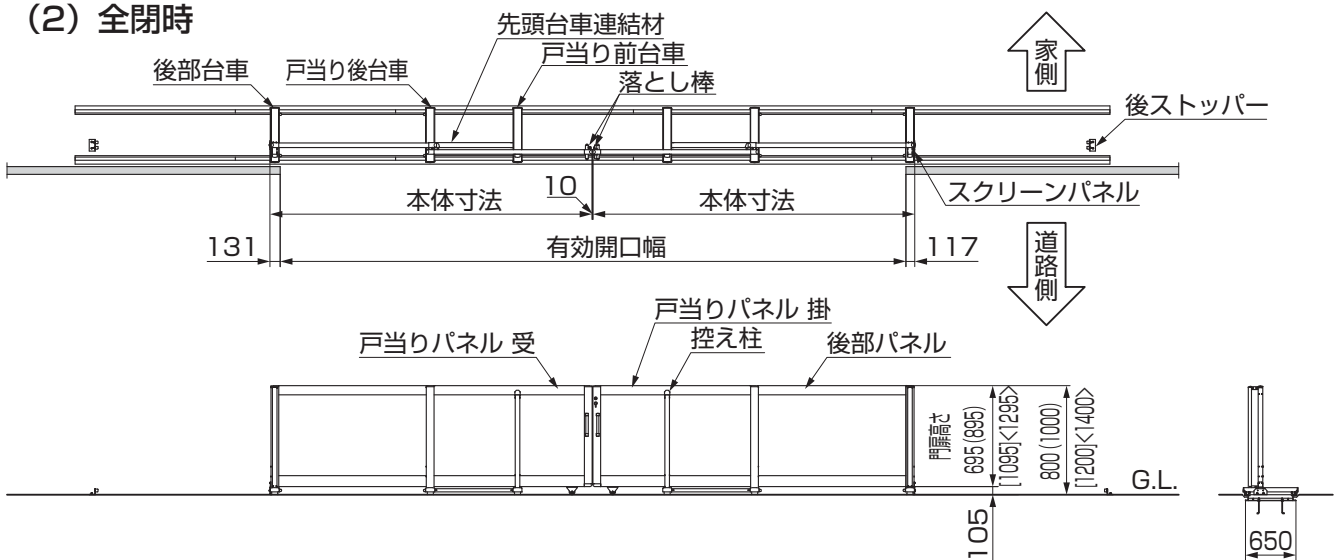 (2) 全閉時
先頭台車連結材
戸当り前台車
落とし棒
後部台車
戸当り後台車
家側
後ストッパー
スクリーンパネル
10
本体寸法
本体寸法
131
有効開口幅
117
道路側
戸当りパネル 掛
控え柱
戸当りパネル 受
後部パネル
門扉高さ
695 (895)
[1095]<1295>
800 (1000)
[1200]<1400>
G.L.
105
650